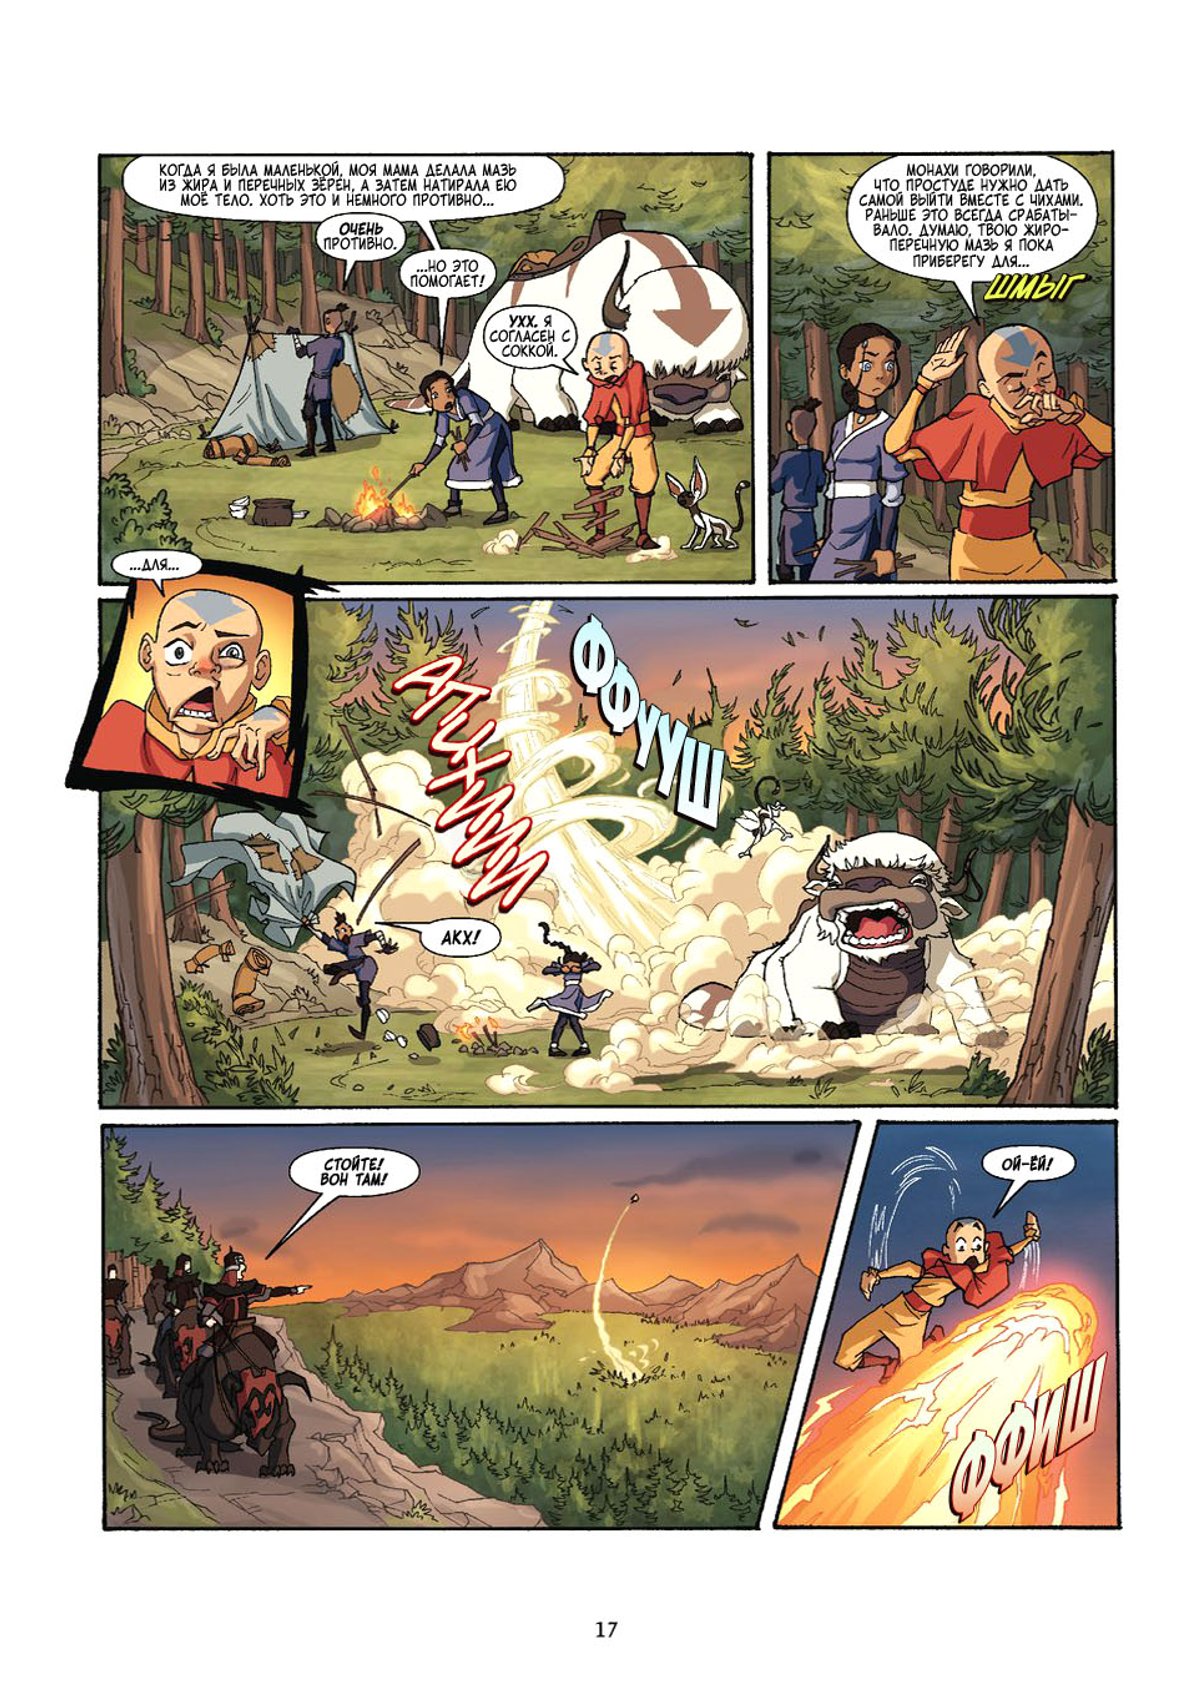 КОГДА Я БЫЛА МАЛЕНЬКОЙ, МОЯ МАМА ДЕЛАЛА МАЗЬ
ИЗ ЖИРА И ПЕРЕЧНЫХ ЗЁРЕН, А ЗАТЕМ НАТИРАЛА ЕЮ
МОЁ ТЕЛО. ХОТЬ ЭТО И НЕМНОГО ПРОТИВНО...
ОЧЕНЬ
ПРОТИВНО.
...НО ЭТО
ПОМОГАЕТ!
УХХ. Я
СОГЛАСЕН С
СОККОЙ.
МОНАХИ ГОВОРИЛИ,
ЧТО ПРОСТУДЕ НУЖНО ДАТЬ
САМОЙ ВЫЙТИ ВМЕСТЕ С ЧИХАМИ.
РАНЬШЕ ЭТО ВСЕГДА СРАБАТЫ-
ВАЛО. ДУМАЮ, ТВОЮ ЖИРО-
ПЕРЕЧНУЮ МАЗЬ Я ПОКА
ПРИБЕРЕГУ ДЛЯ...
ШМЫГ
...ДЛЯ...
АПЧХИИИИ
ФФУУУШ
АКХ!
СТОЙТЕ!
ВОН ТАМ!
ОЙ-ЁЙ!
ФФИШ
17